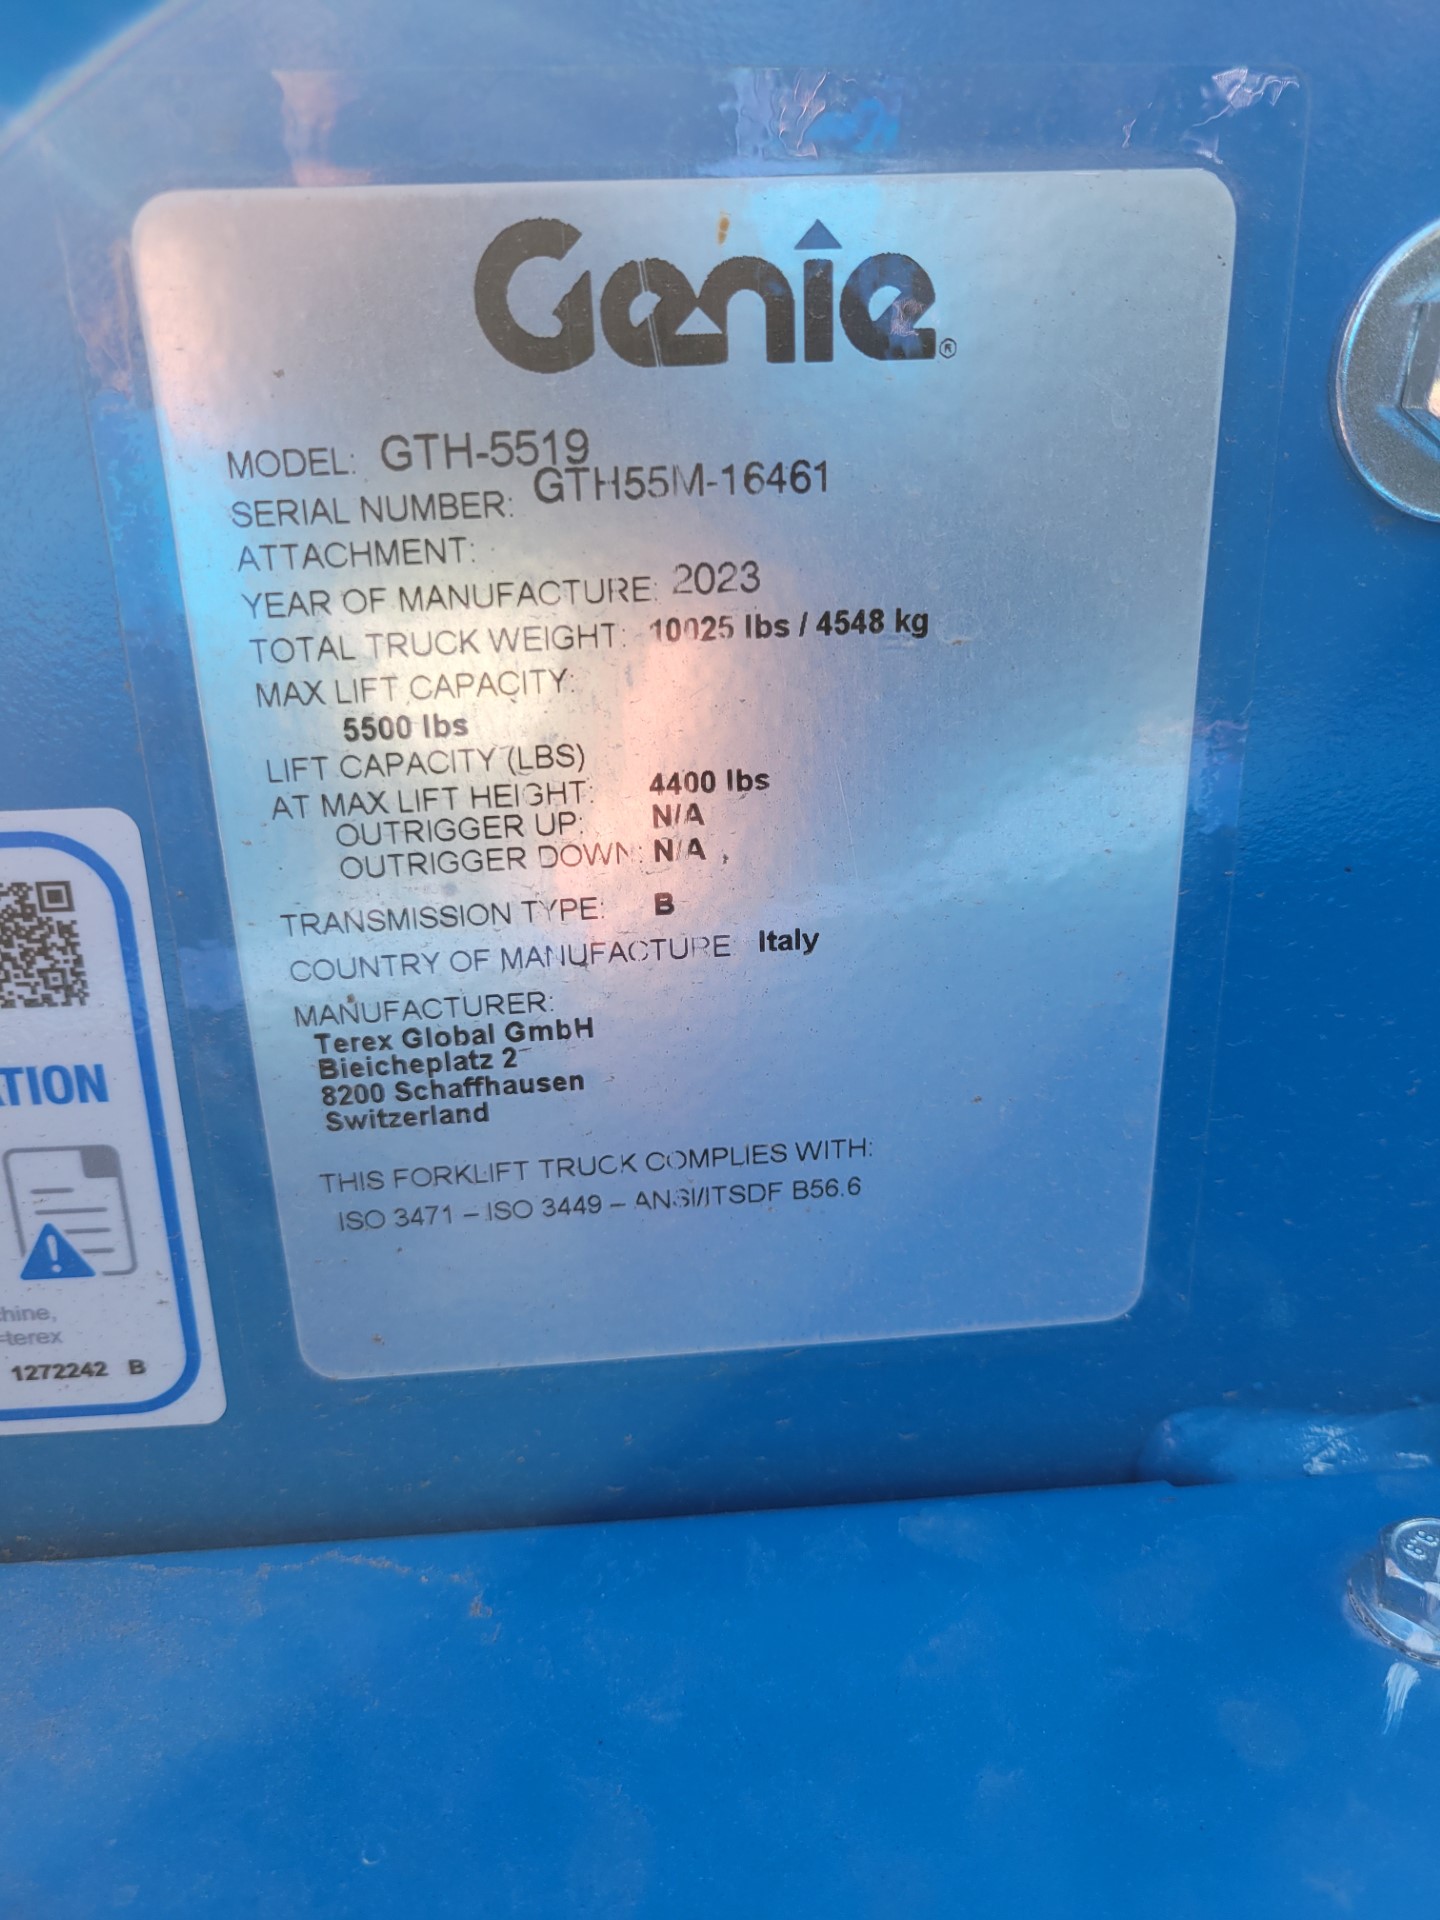 Genie®
MODEL: GTH-5519
SERIAL NUMBER: GTH55M-16461
ATTACHMENT:
YEAR OF MANUFACTURE: 2023
TOTAL TRUCK WEIGHT: 10025 lbs / 4548 kg
MAX LIFT CAPACITY:
5500 lbs
LIFT CAPACITY (LBS)
AT MAX LIFT HEIGHT: 4400 lbs
OUTRIGGER UP: N/A
OUTRIGGER DOWN: N/A
TRANSMISSION TYPE: B
COUNTRY OF MANUFACTURE: Italy
MANUFACTURER:
Terex Global GmbH
Bleicheplatz 2
8200 Schaffhausen
Switzerland
THIS FORKLIFT TRUCK COMPLIES WITH:
ISO 3471 – ISO 3449 – ANSI/ITSDF B56.6
TION
hine,
=terex
1272242 B
8.8